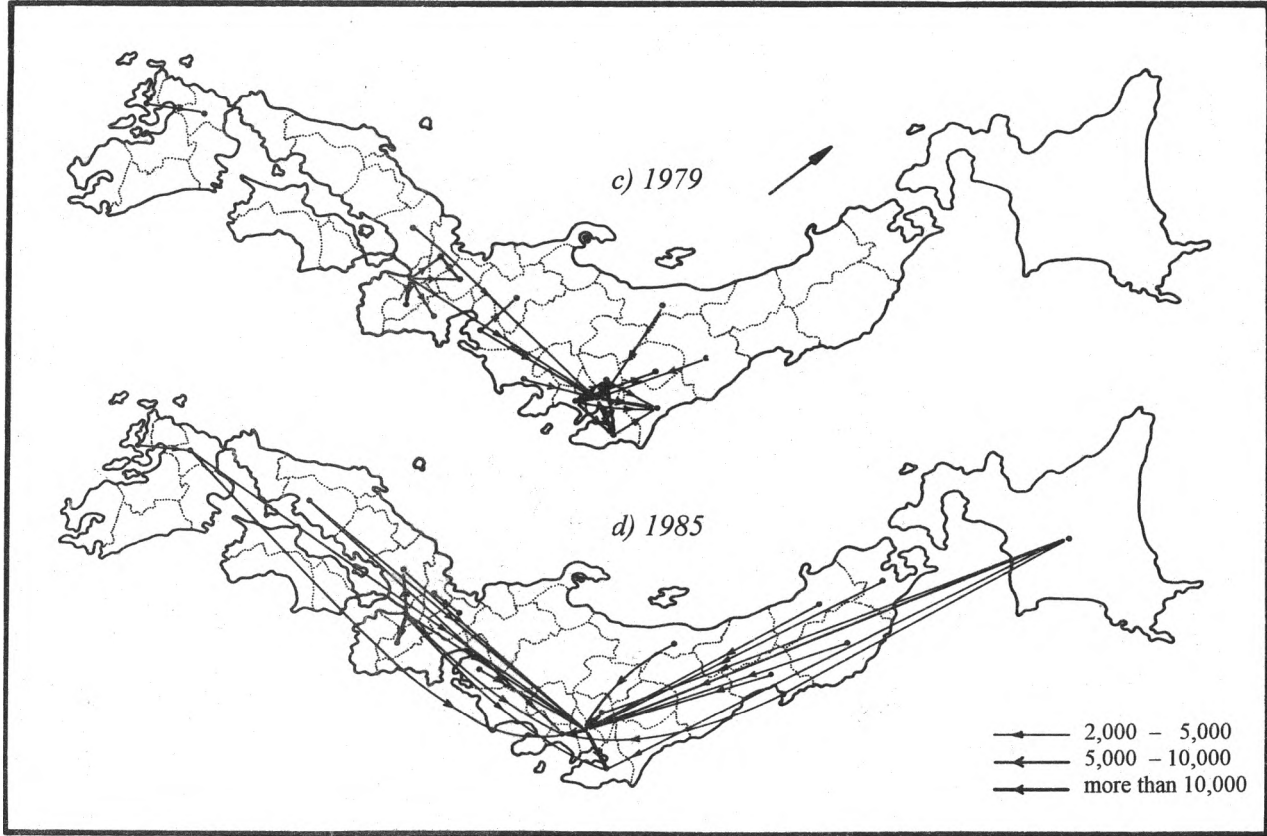 c) 1979
d) 1985
2,000 – 5,000
5,000 – 10,000
more than 10,000